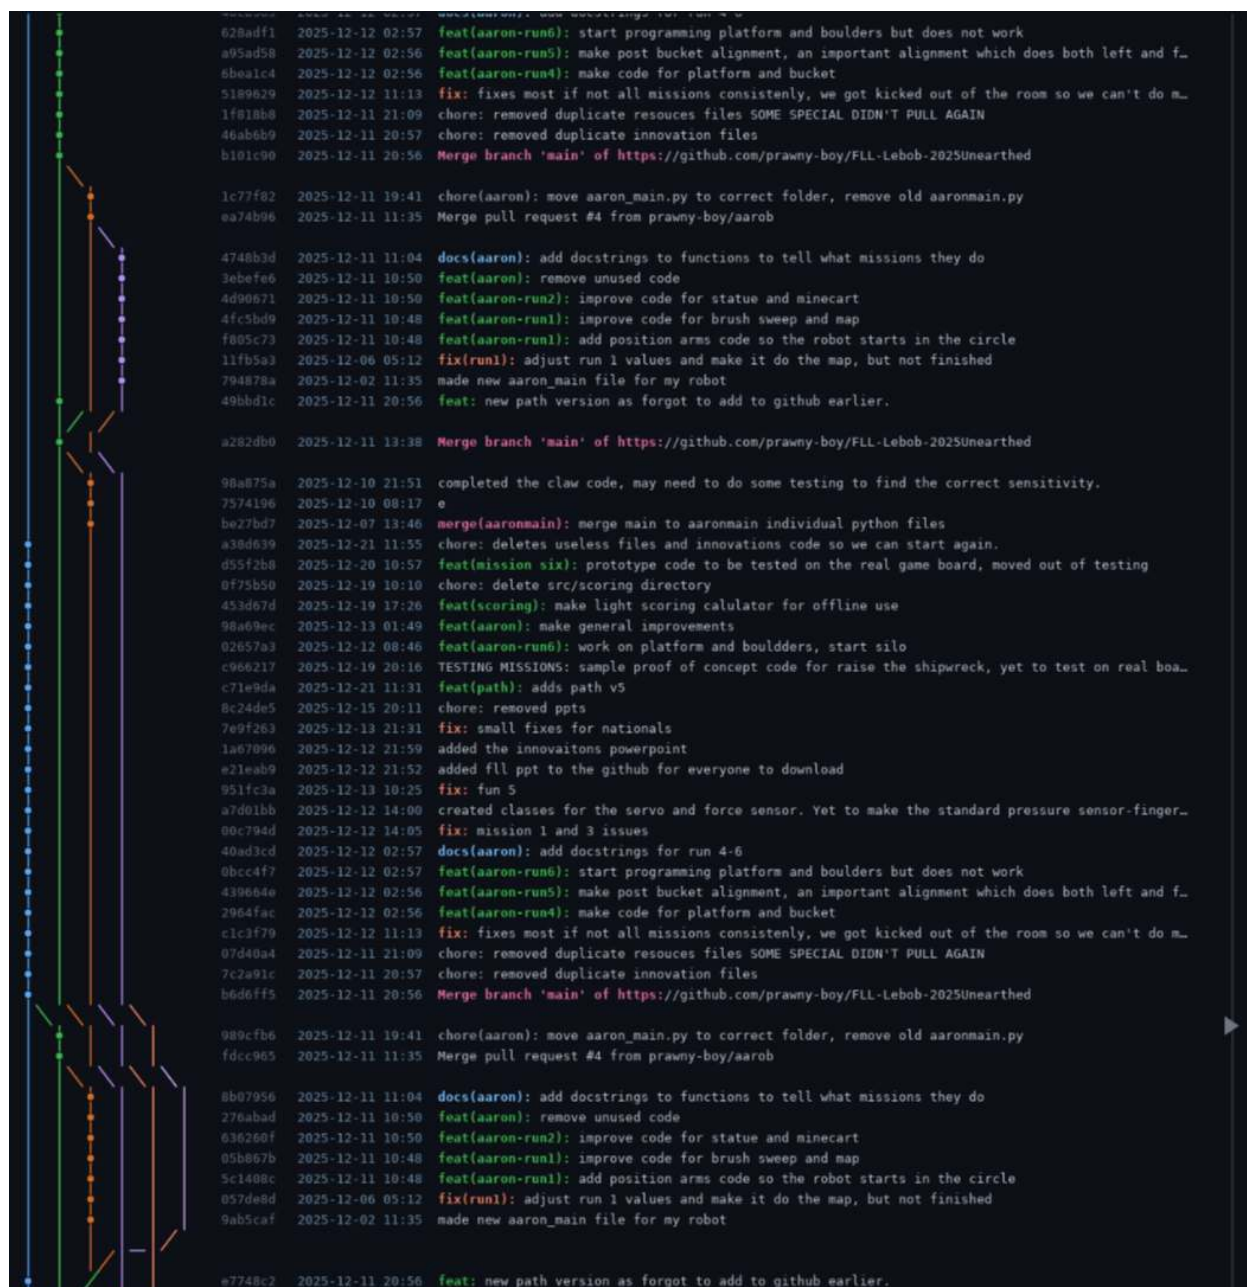 628adf1 2025-12-12 02:57 feat(aaron-run6): start programming platform and boulders but does not work
a95ad58 2025-12-12 02:56 feat(aaron-run5): make post bucket alignment, an important alignment which does both left and f…
6bea1c4 2025-12-12 02:56 feat(aaron-run4): make code for platform and bucket
5189629 2025-12-12 11:13 fix: fixes most if not all missions consistenly, we got kicked out of the room so we can't do m…
1f818b8 2025-12-11 21:09 chore: removed duplicate resouces files SOME SPECIAL DIDN'T PULL AGAIN
46ab6b9 2025-12-11 20:57 chore: removed duplicate innovation files
b101c90 2025-12-11 20:56 Merge branch 'main' of https://github.com/prawny-boy/FLL-Lebob-2025Unearthed
1c77f82 2025-12-11 19:41 chore(aaron): move aaron_main.py to correct folder, remove old aaronmain.py
ea74b96 2025-12-11 11:35 Merge pull request #4 from prawny-boy/aarob
4748b3d 2025-12-11 11:04 docs(aaron): add docstrings to functions to tell what missions they do
3ebefe6 2025-12-11 10:50 feat(aaron): remove unused code
4d90671 2025-12-11 10:50 feat(aaron-run2): improve code for statue and minecart
4fc5bd9 2025-12-11 10:48 feat(aaron-run1): improve code for brush sweep and map
f805c73 2025-12-11 10:48 feat(aaron-run1): add position arms code so the robot starts in the circle
11fb5a3 2025-12-06 05:12 fix(run1): adjust run 1 values and make it do the map, but not finished
794878a 2025-12-02 11:35 made new aaron_main file for my robot
49bbd1c 2025-12-11 20:56 feat: new path version as forgot to add to github earlier.
a282db0 2025-12-11 13:38 Merge branch 'main' of https://github.com/prawny-boy/FLL-Lebob-2025Unearthed
98a875a 2025-12-10 21:51 completed the claw code, may need to do some testing to find the correct sensitivity.
7574196 2025-12-10 08:17 e
be27bd7 2025-12-07 13:46 merge(aaronmain): merge main to aaronmain individual python files
a38d639 2025-12-21 11:55 chore: deletes useless files and innovations code so we can start again.
d55f2b8 2025-12-20 10:57 feat(mission six): prototype code to be tested on the real game board, moved out of testing
0f75b50 2025-12-19 10:10 chore: delete src/scoring directory
453d67d 2025-12-19 17:26 feat(scoring): make light scoring calulator for offline use
98a69ec 2025-12-13 01:49 feat(aaron): make general improvements
02657a3 2025-12-12 08:46 feat(aaron-run6): work on platform and bouldders, start silo
c966217 2025-12-19 20:16 TESTING MISSIONS: sample proof of concept code for raise the shipwreck, yet to test on real boa…
c71e9da 2025-12-21 11:31 feat(path): adds path v5
8c24de5 2025-12-15 20:11 chore: removed ppts
7e9f263 2025-12-13 21:31 fix: small fixes for nationals
1a67096 2025-12-12 21:59 added the innovaitons powerpoint
e21eab9 2025-12-12 21:52 added fll ppt to the github for everyone to download
951fc3a 2025-12-13 10:25 fix: fun 5
a7d01bb 2025-12-12 14:00 created classes for the servo and force sensor. Yet to make the standard pressure sensor-finger…
00c794d 2025-12-12 14:05 fix: mission 1 and 3 issues
40ad3cd 2025-12-12 02:57 docs(aaron): add docstrings for run 4-6
0bcc4f7 2025-12-12 02:57 feat(aaron-run6): start programming platform and boulders but does not work
439664e 2025-12-12 02:56 feat(aaron-run5): make post bucket alignment, an important alignment which does both left and f…
2964fac 2025-12-12 02:56 feat(aaron-run4): make code for platform and bucket
c1c3f79 2025-12-12 11:13 fix: fixes most if not all missions consistenly, we got kicked out of the room so we can't do m…
07d40a4 2025-12-11 21:09 chore: removed duplicate resouces files SOME SPECIAL DIDN'T PULL AGAIN
7c2a91c 2025-12-11 20:57 chore: removed duplicate innovation files
b6d6ff5 2025-12-11 20:56 Merge branch 'main' of https://github.com/prawny-boy/FLL-Lebob-2025Unearthed
989cfb6 2025-12-11 19:41 chore(aaron): move aaron_main.py to correct folder, remove old aaronmain.py
fdcc965 2025-12-11 11:35 Merge pull request #4 from prawny-boy/aarob
8b07956 2025-12-11 11:04 docs(aaron): add docstrings to functions to tell what missions they do
276abad 2025-12-11 10:50 feat(aaron): remove unused code
636260f 2025-12-11 10:50 feat(aaron-run2): improve code for statue and minecart
05b867b 2025-12-11 10:48 feat(aaron-run1): improve code for brush sweep and map
5c1408c 2025-12-11 10:48 feat(aaron-run1): add position arms code so the robot starts in the circle
057de8d 2025-12-06 05:12 fix(run1): adjust run 1 values and make it do the map, but not finished
9ab5caf 2025-12-02 11:35 made new aaron_main file for my robot
e7748c2 2025-12-11 20:56 feat: new path version as forgot to add to github earlier.